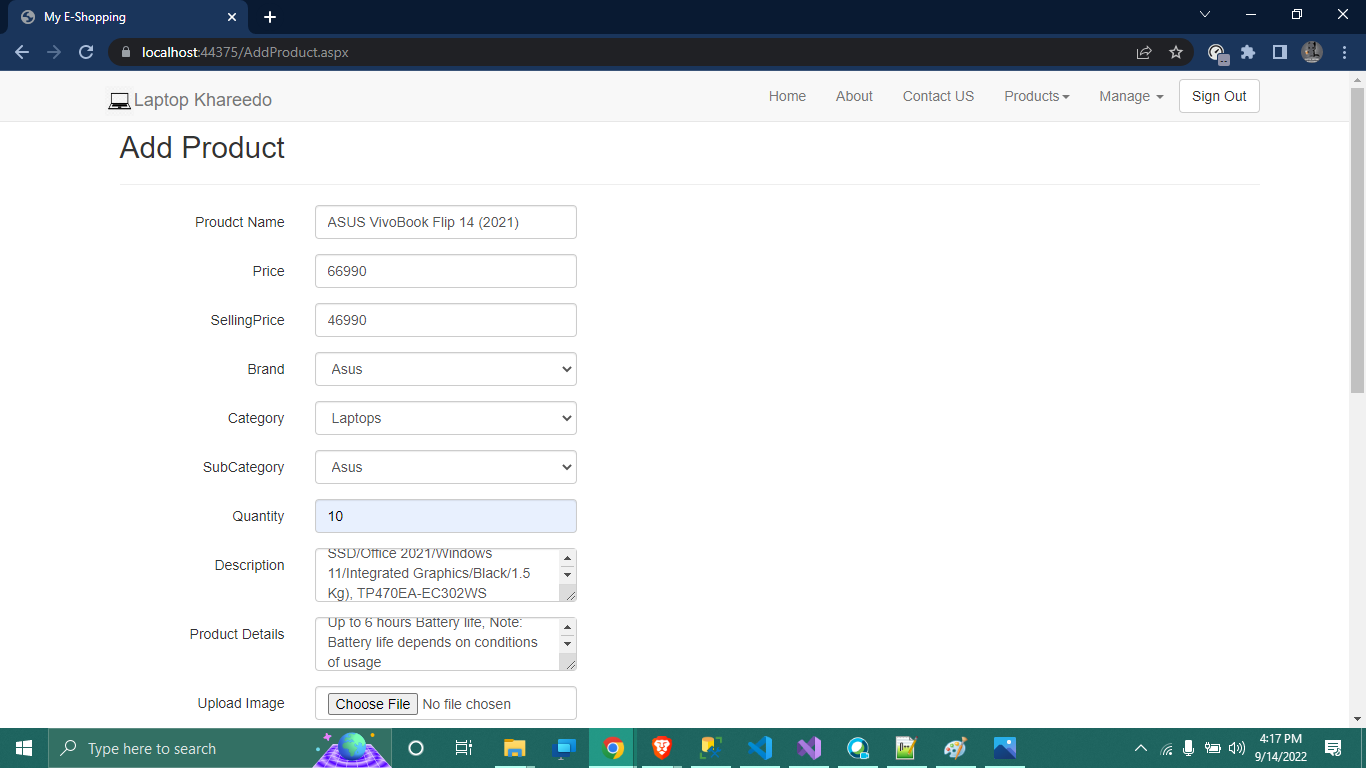 My E-Shopping
localhost:44375/AddProduct.aspx
Laptop Khareedo
Home About Contact US Products Manage Sign Out
Add Product
Proudct Name ASUS VivoBook Flip 14 (2021)
Price 66990
SellingPrice 46990
Brand Asus
Category Laptops
SubCategory Asus
Quantity 10
SSD/Office 2021/Windows
Description 11/Integrated Graphics/Black/1.5
Kg), TP470EA-EC302WS
Up to 6 hours Battery life, Note:
Product Details Battery life depends on conditions
of usage
Upload Image Choose File No file chosen
Type here to search
4:17 PM
9/14/2022